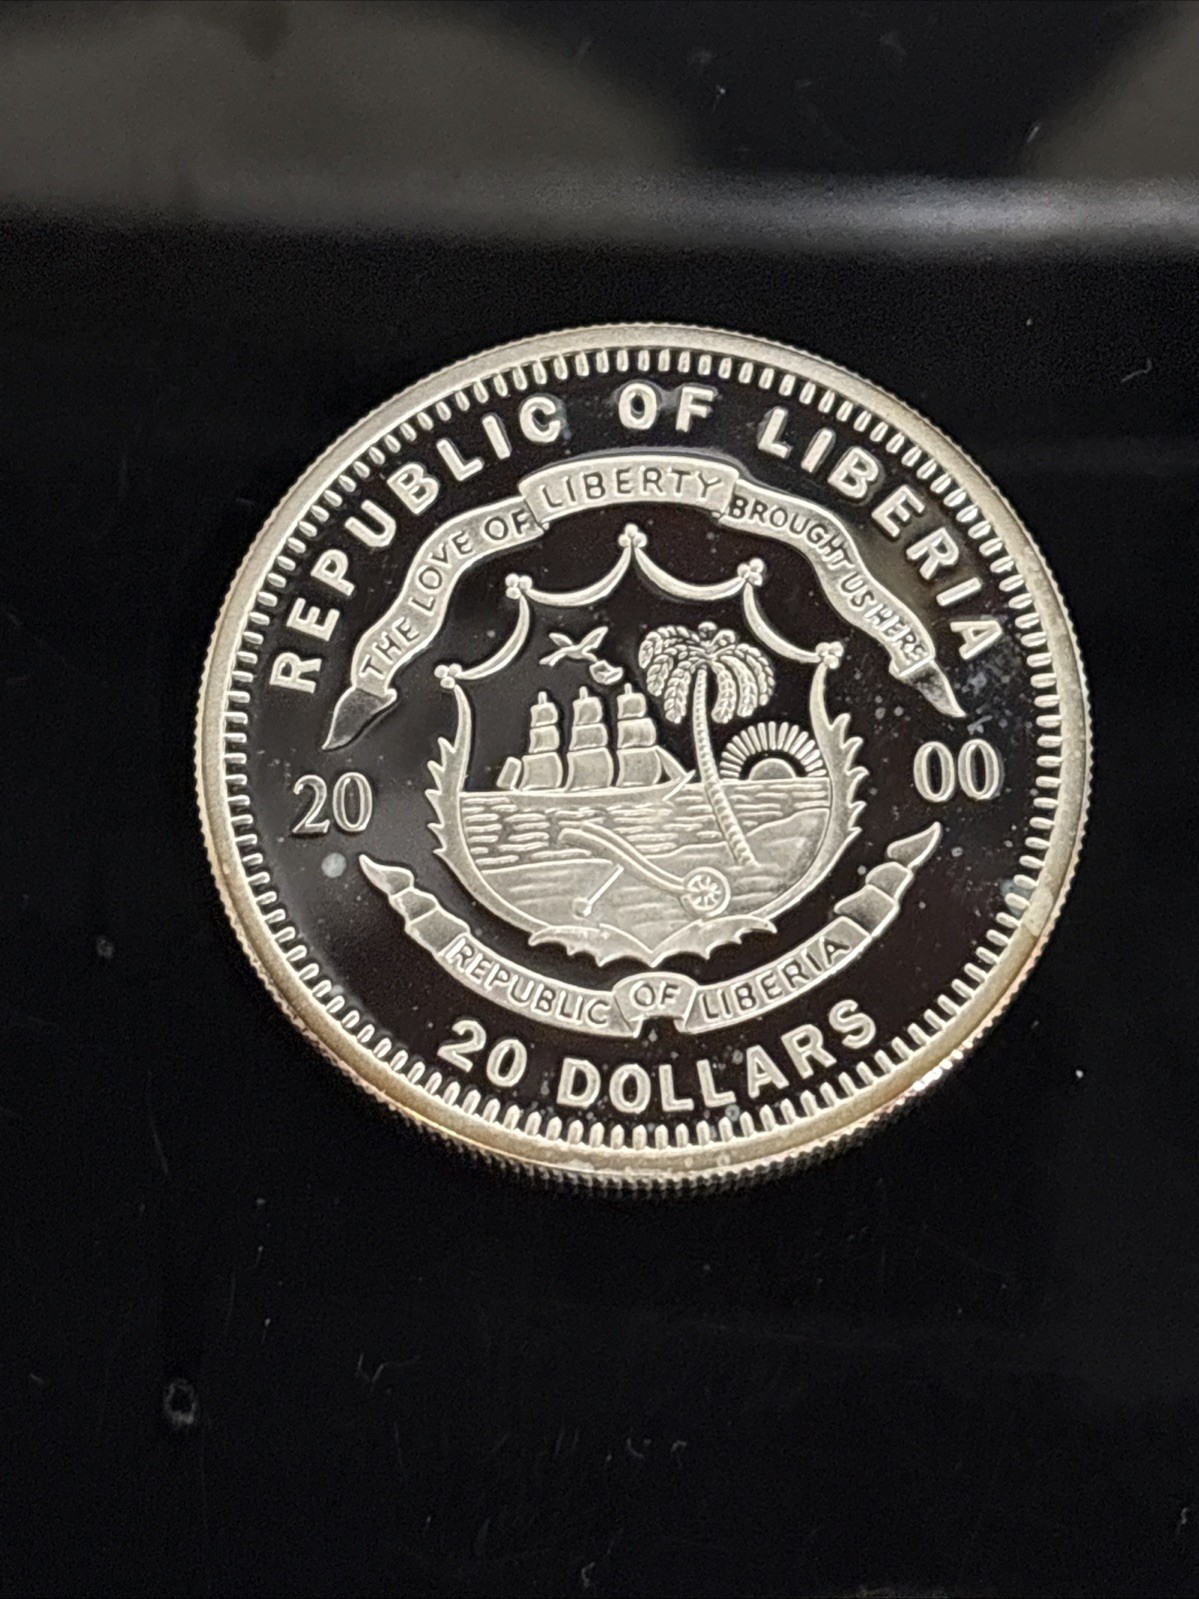 REPUBLIC OF LIBERIA
THE LOVE OF LIBERTY BROUGHT US HERE
20 00
REPUBLIC OF LIBERIA
20 DOLLARS